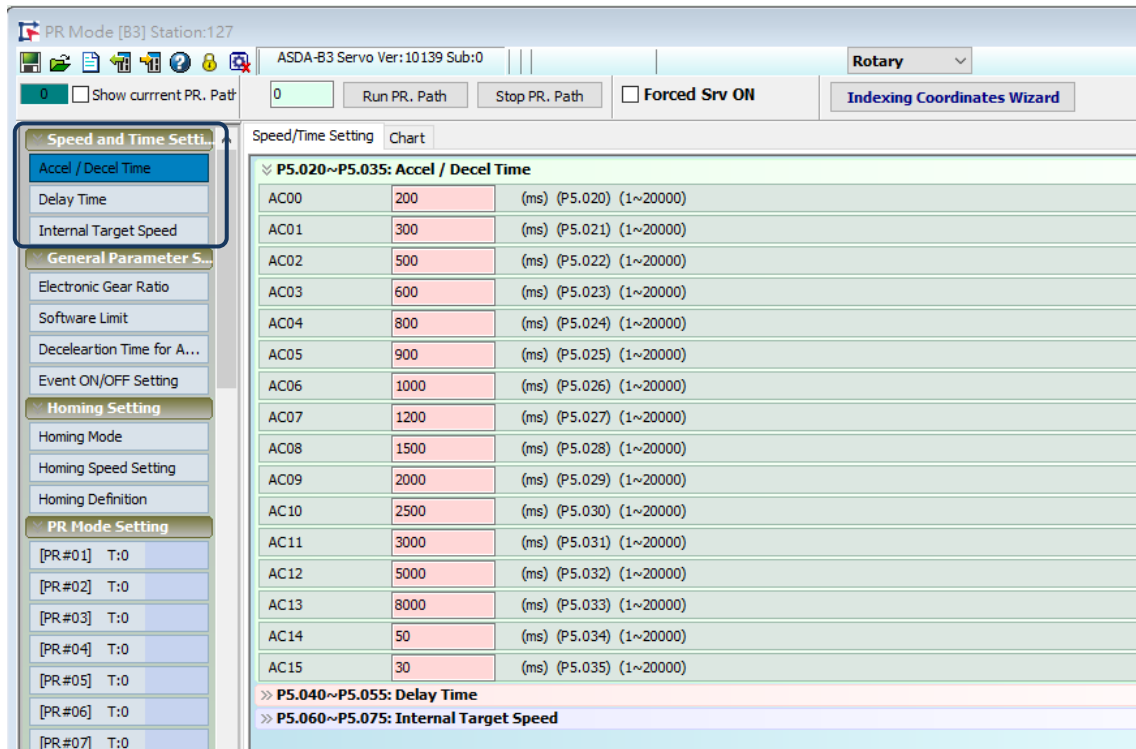 PR Mode [B3] Station:127
ASDA-B3 Servo Ver:10139 Sub:0
Rotary
0 Show currrent PR. Path 0 Run PR. Path Stop PR. Path Forced Srv ON Indexing Coordinates Wizard
Speed and Time Setti...
Accel / Decel Time
Delay Time
Internal Target Speed
General Parameter S...
Electronic Gear Ratio
Software Limit
Deceleartion Time for A...
Event ON/OFF Setting
Homing Setting
Homing Mode
Homing Speed Setting
Homing Definition
PR Mode Setting
[PR#01] T:0
[PR#02] T:0
[PR#03] T:0
[PR#04] T:0
[PR#05] T:0
[PR#06] T:0
[PR#07] T:0
Speed/Time Setting Chart
P5.020~P5.035: Accel / Decel Time
AC00 200 (ms) (P5.020) (1~20000)
AC01 300 (ms) (P5.021) (1~20000)
AC02 500 (ms) (P5.022) (1~20000)
AC03 600 (ms) (P5.023) (1~20000)
AC04 800 (ms) (P5.024) (1~20000)
AC05 900 (ms) (P5.025) (1~20000)
AC06 1000 (ms) (P5.026) (1~20000)
AC07 1200 (ms) (P5.027) (1~20000)
AC08 1500 (ms) (P5.028) (1~20000)
AC09 2000 (ms) (P5.029) (1~20000)
AC10 2500 (ms) (P5.030) (1~20000)
AC11 3000 (ms) (P5.031) (1~20000)
AC12 5000 (ms) (P5.032) (1~20000)
AC13 8000 (ms) (P5.033) (1~20000)
AC14 50 (ms) (P5.034) (1~20000)
AC15 30 (ms) (P5.035) (1~20000)
P5.040~P5.055: Delay Time
P5.060~P5.075: Internal Target Speed